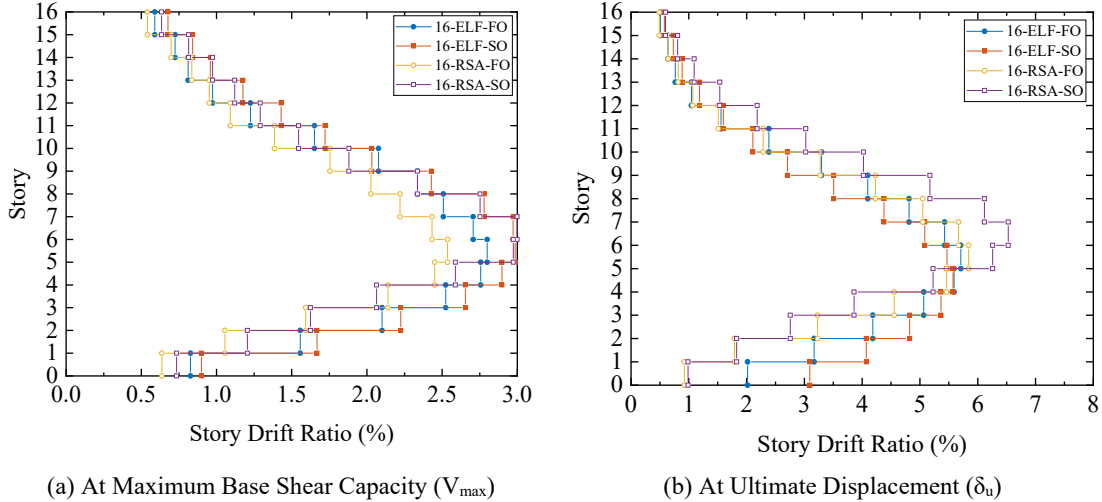 16-ELF-FO
16-ELF-SO
16-RSA-FO
16-RSA-SO
Story
16
15
14
13
12
11
10
9
8
7
6
5
4
3
2
1
0
0.0 0.5 1.0 1.5 2.0 2.5 3.0
Story Drift Ratio (%)
(a) At Maximum Base Shear Capacity (Vmax)
16-ELF-FO
16-ELF-SO
16-RSA-FO
16-RSA-SO
Story
16
15
14
13
12
11
10
9
8
7
6
5
4
3
2
1
0
0 1 2 3 4 5 6 7 8
Story Drift Ratio (%)
(b) At Ultimate Displacement (δu)